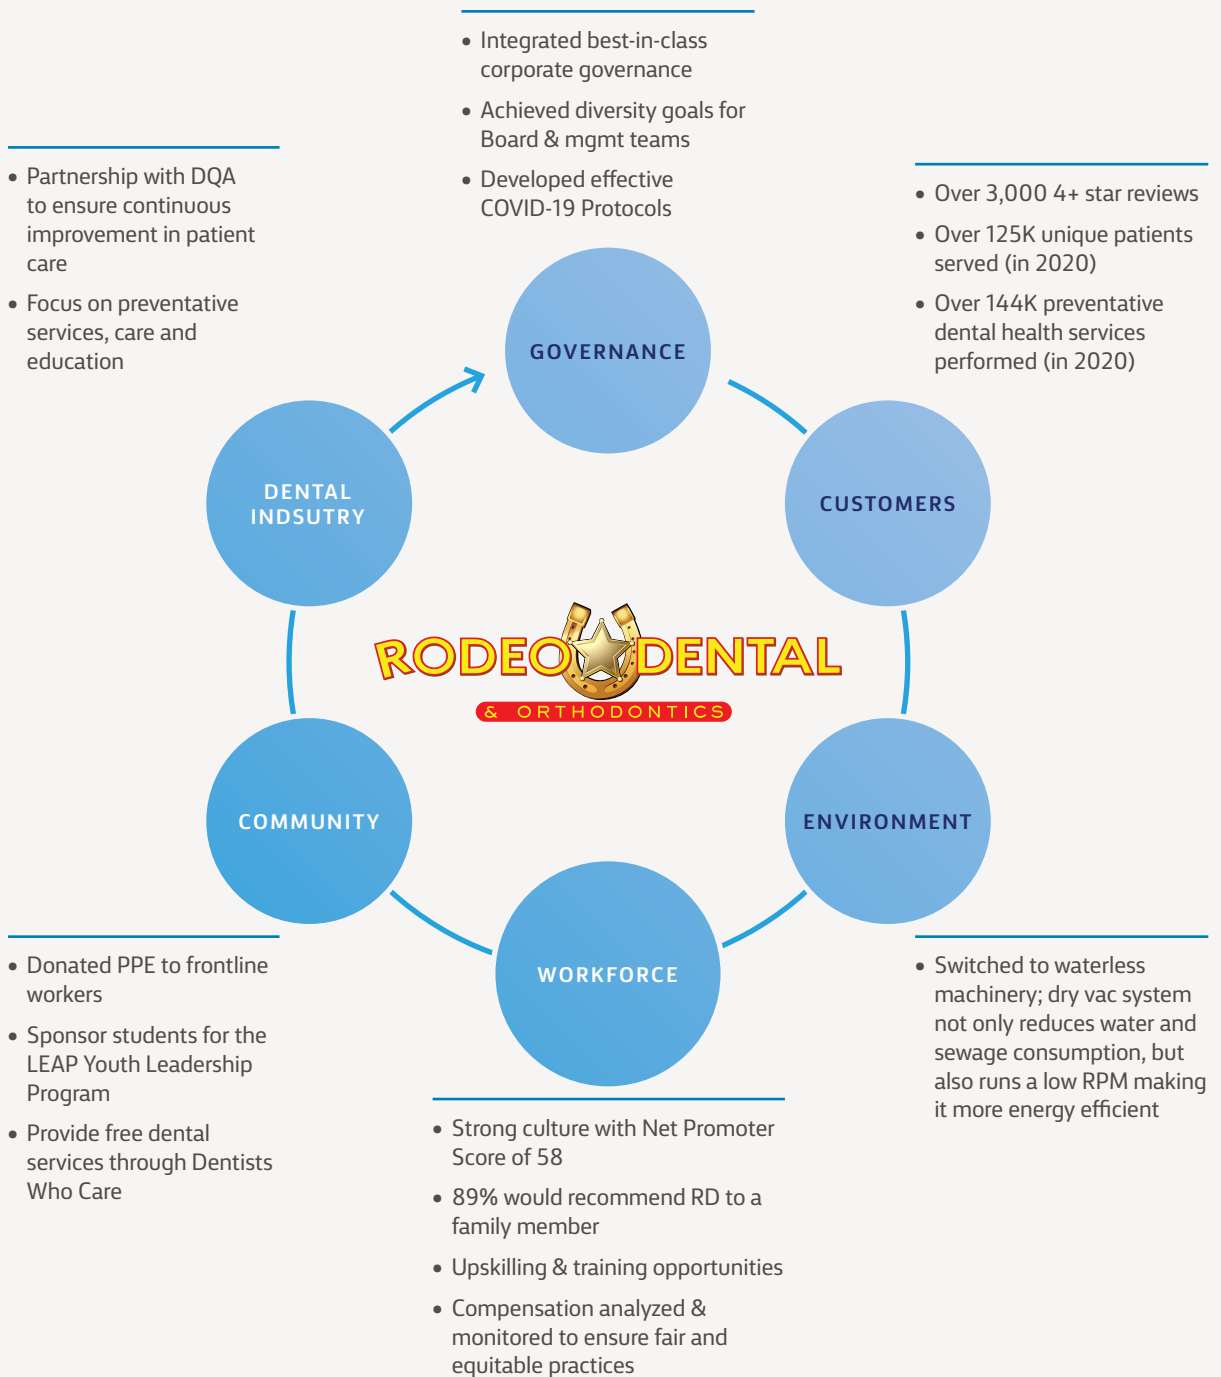 • Integrated best-in-class
corporate governance
• Achieved diversity goals for
Board & mgmt teams
• Developed effective
COVID-19 Protocols
• Partnership with DQA
to ensure continuous
improvement in patient
care
• Focus on preventative
services, care and
education
• Over 3,000 4+ star reviews
• Over 125K unique patients
served (in 2020)
• Over 144K preventative
dental health services
performed (in 2020)
GOVERNANCE
DENTAL
INDSUTRY
CUSTOMERS
RODEO DENTAL
& ORTHODONTICS
COMMUNITY
ENVIRONMENT
WORKFORCE
• Donated PPE to frontline
workers
• Sponsor students for the
LEAP Youth Leadership
Program
• Provide free dental
services through Dentists
Who Care
• Switched to waterless
machinery; dry vac system
not only reduces water and
sewage consumption, but
also runs a low RPM making
it more energy efficient
• Strong culture with Net Promoter
Score of 58
• 89% would recommend RD to a
family member
• Upskilling & training opportunities
• Compensation analyzed &
monitored to ensure fair and
equitable practices